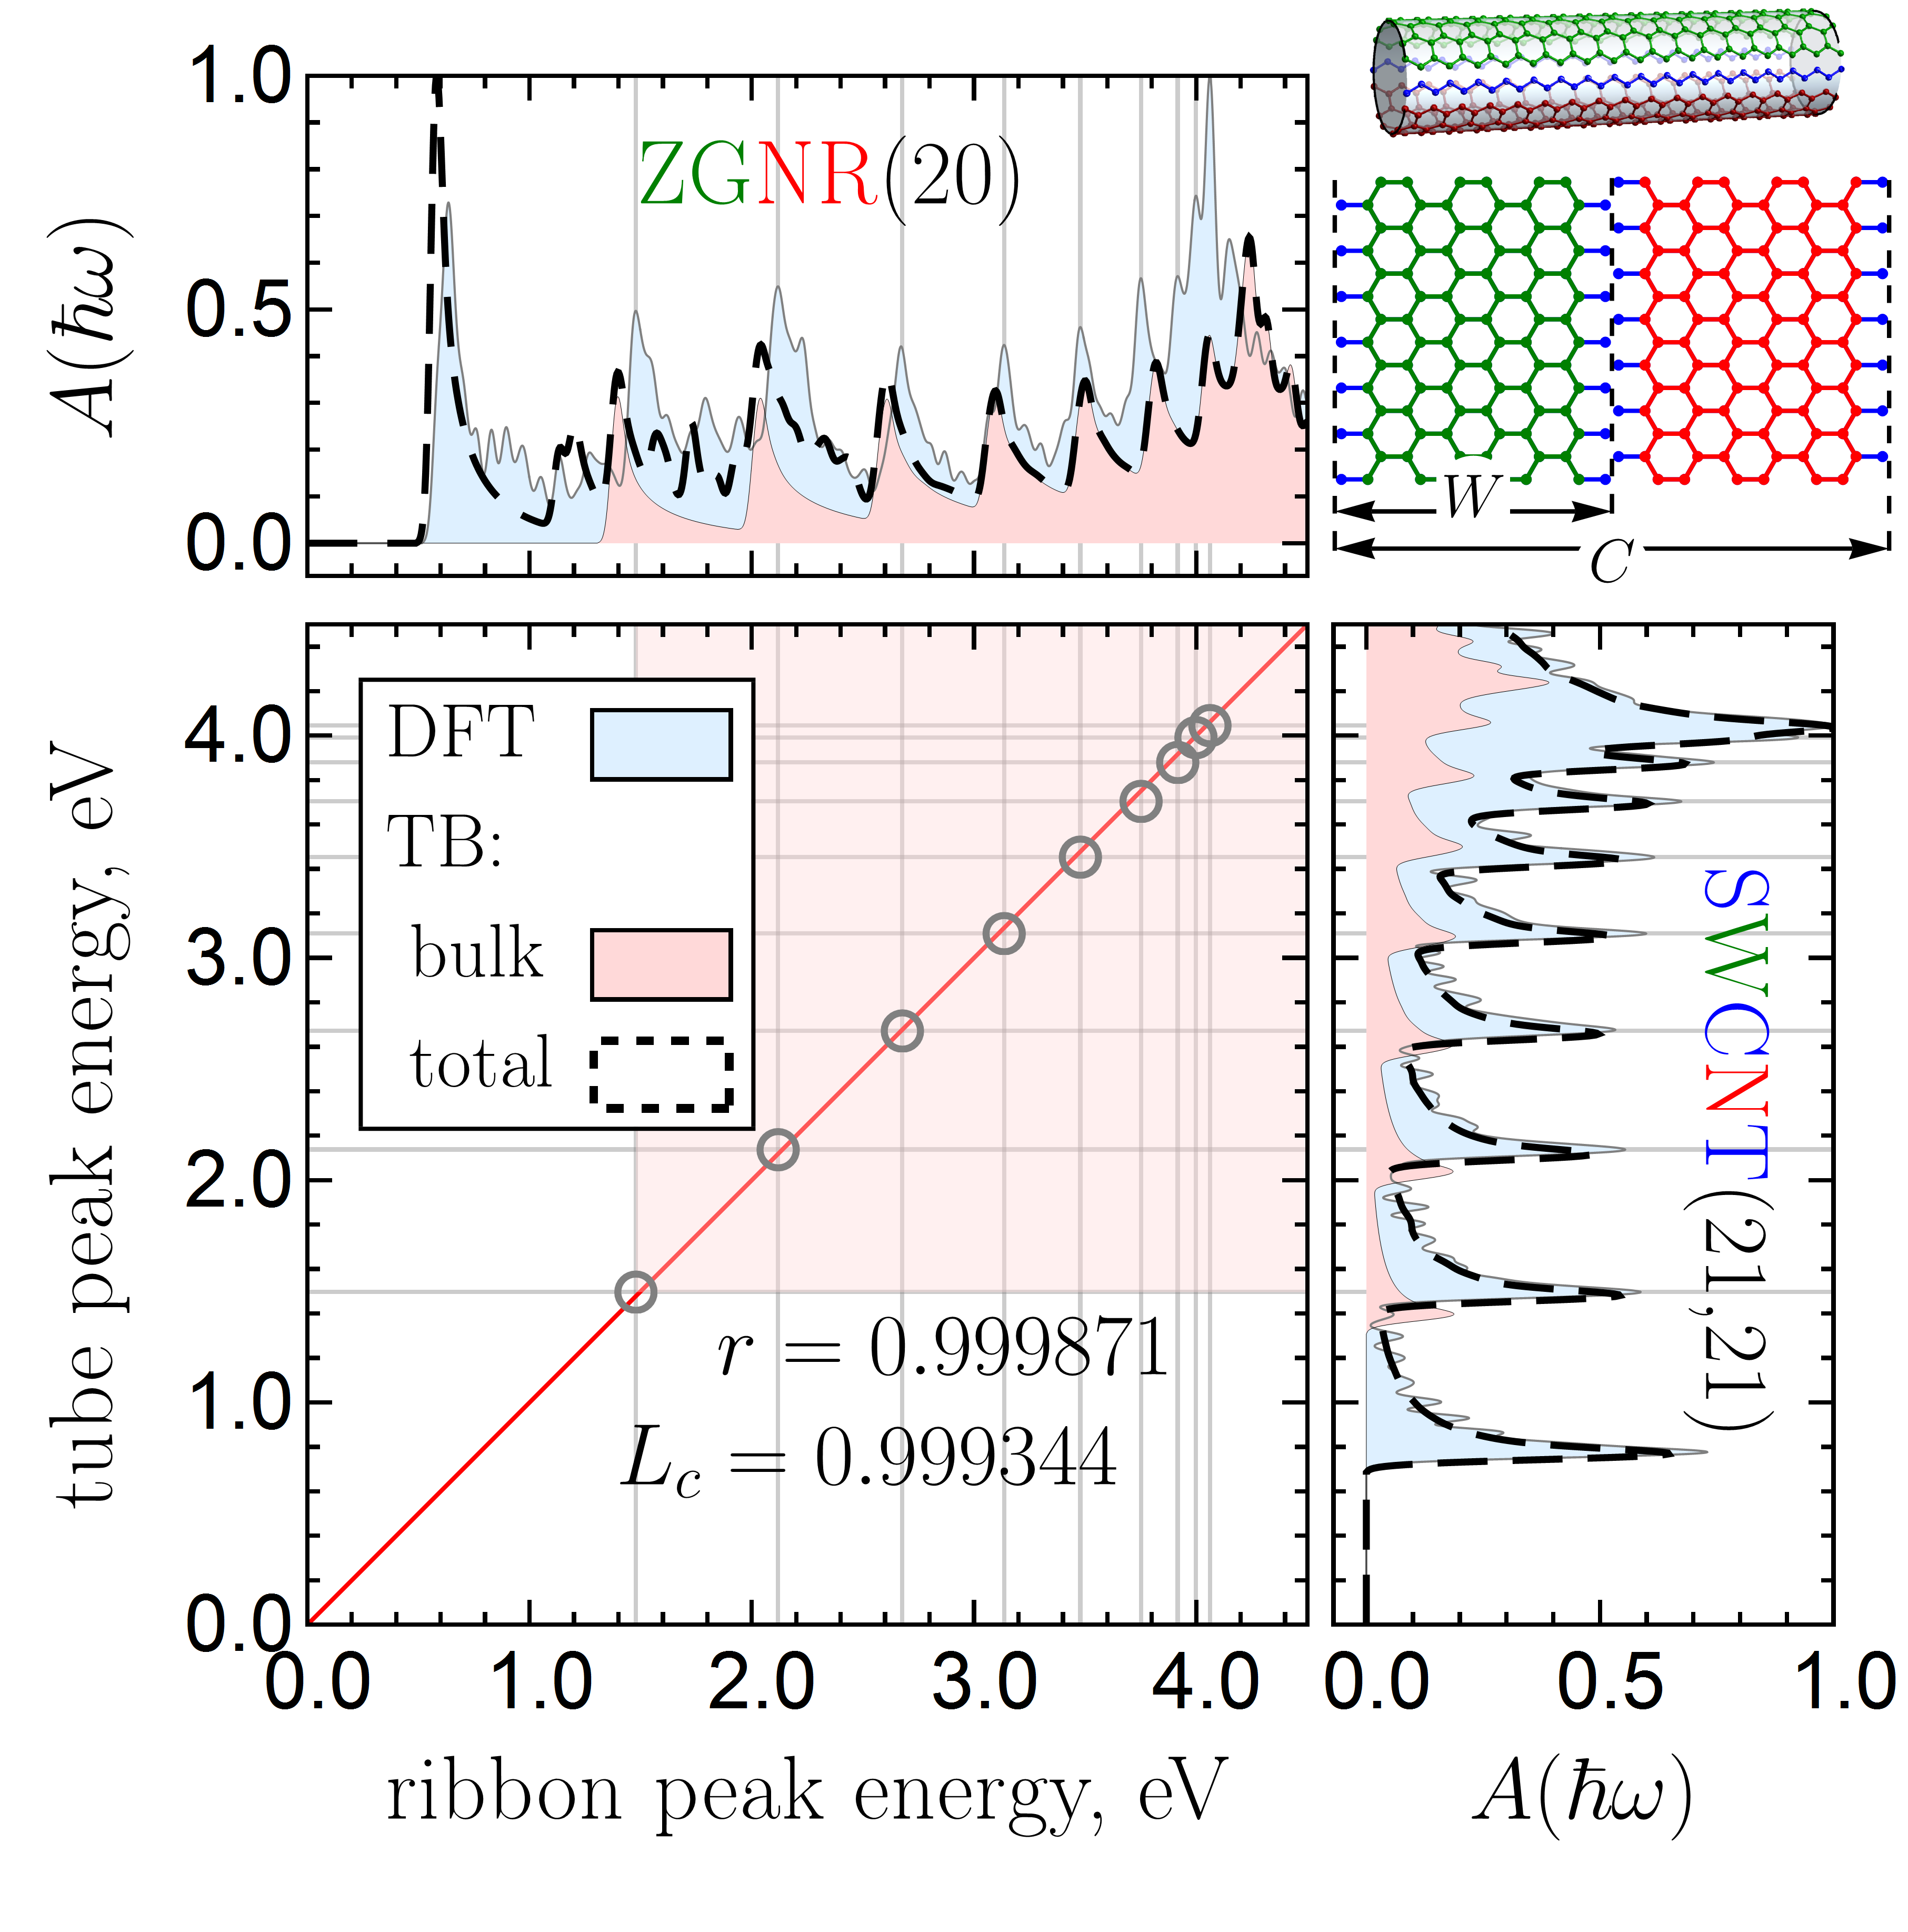 1.0
0.5
0.0
A(ħω)
ZGNR(20)
W
C
4.0
3.0
2.0
1.0
0.0
tube peak energy, eV
DFT
TB:
bulk
total
r = 0.999871
L_c = 0.999344
SWCNT(21,21)
0.0 1.0 2.0 3.0 4.0
ribbon peak energy, eV
0.0 0.5 1.0
A(ħω)